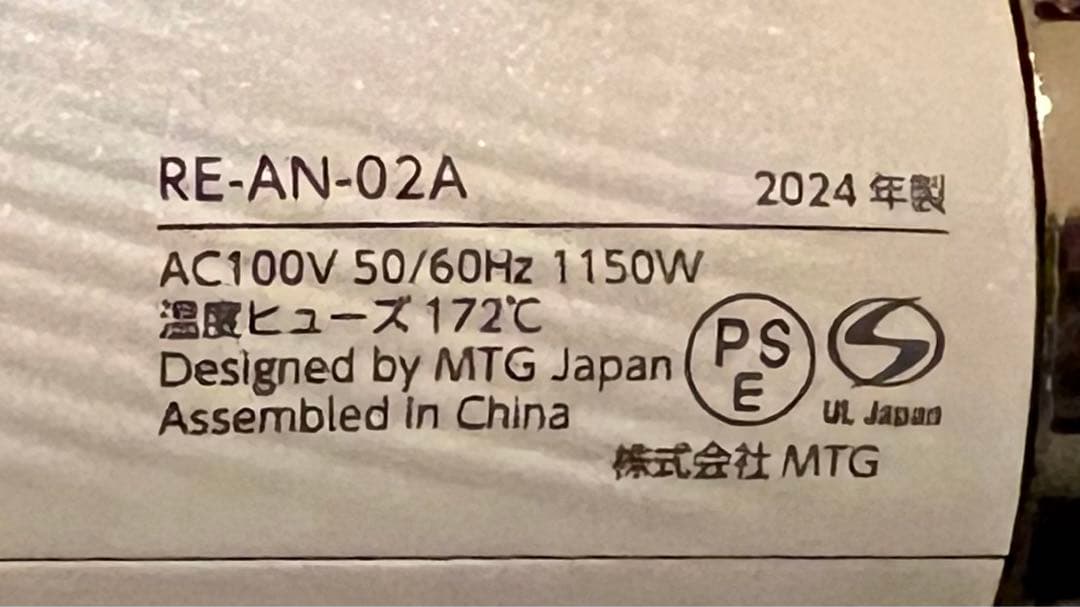 RE-AN-02A 2024年製
AC100V 50/60Hz 1150W
温度ヒューズ 172℃
Designed by MTG Japan
Assembled in China
PS
E
S
UL Japan
株式会社 MTG